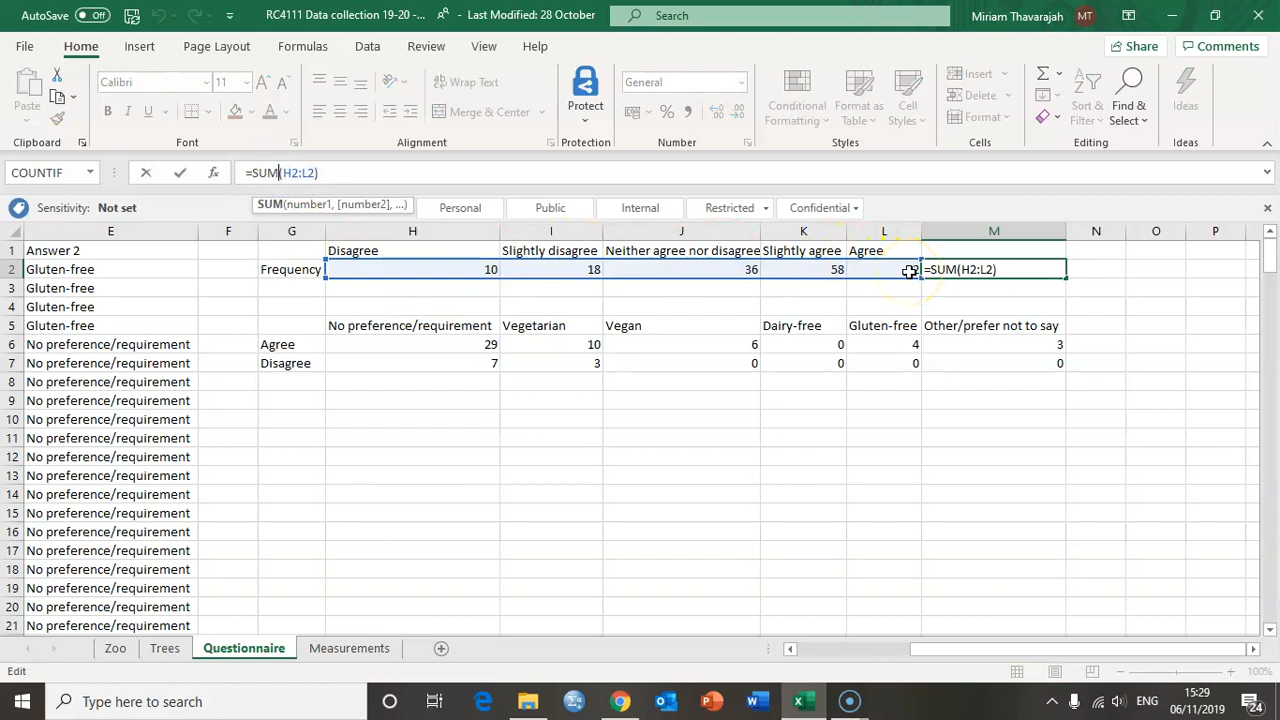 AutoSave Off RC4111 Data collection 19-20 -... - Last Modified: 28 October Search Miriam Thavarajah MT
File Home Insert Page Layout Formulas Data Review View Help Share Comments
Paste Calibri 11 Wrap Text General Protect Conditional Formatting Format as Table Cell Styles Insert Sort & Filter Find & Select Ideas
B I U Merge & Center % Delete
Format
Clipboard Font Alignment Protection Number Styles Cells Editing Ideas
COUNTIF =SUM(H2:L2)
Sensitivity: Not set SUM(number1, [number2], ...) Personal Public Internal Restricted Confidential
E F G H I J K L M N O P
1 Answer 2 Disagree Slightly disagree Neither agree nor disagree Slightly agree Agree
2 Gluten-free Frequency 10 18 36 58 =SUM(H2:L2)
3 Gluten-free
4 Gluten-free
5 Gluten-free No preference/requirement Vegetarian Vegan Dairy-free Gluten-free Other/prefer not to say
6 No preference/requirement Agree 29 10 6 0 4 3
7 No preference/requirement Disagree 7 3 0 0 0 0
8 No preference/requirement
9 No preference/requirement
10 No preference/requirement
11 No preference/requirement
12 No preference/requirement
13 No preference/requirement
14 No preference/requirement
15 No preference/requirement
16 No preference/requirement
17 No preference/requirement
18 No preference/requirement
19 No preference/requirement
20 No preference/requirement
21 No preference/requirement
Zoo Trees Questionnaire Measurements
Edit 100%
Type here to search ENG 15:29
06/11/2019 24